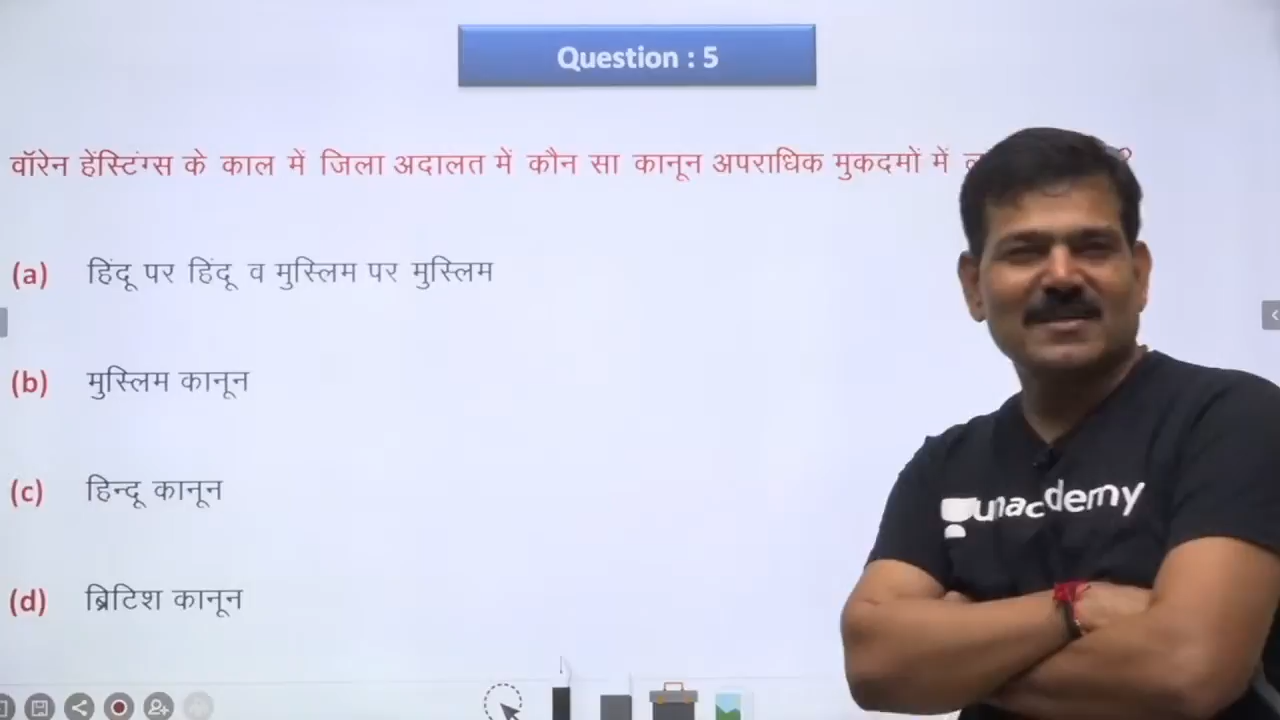 Question : 5
वॉरेन हेंस्टिंग्स के काल में जिला अदालत में कौन सा कानून अपराधिक मुकदमों में ?
(a) हिंदू पर हिंदू व मुस्लिम पर मुस्लिम
(b) मुस्लिम कानून
(c) हिन्दू कानून
(d) ब्रिटिश कानून
unacademy